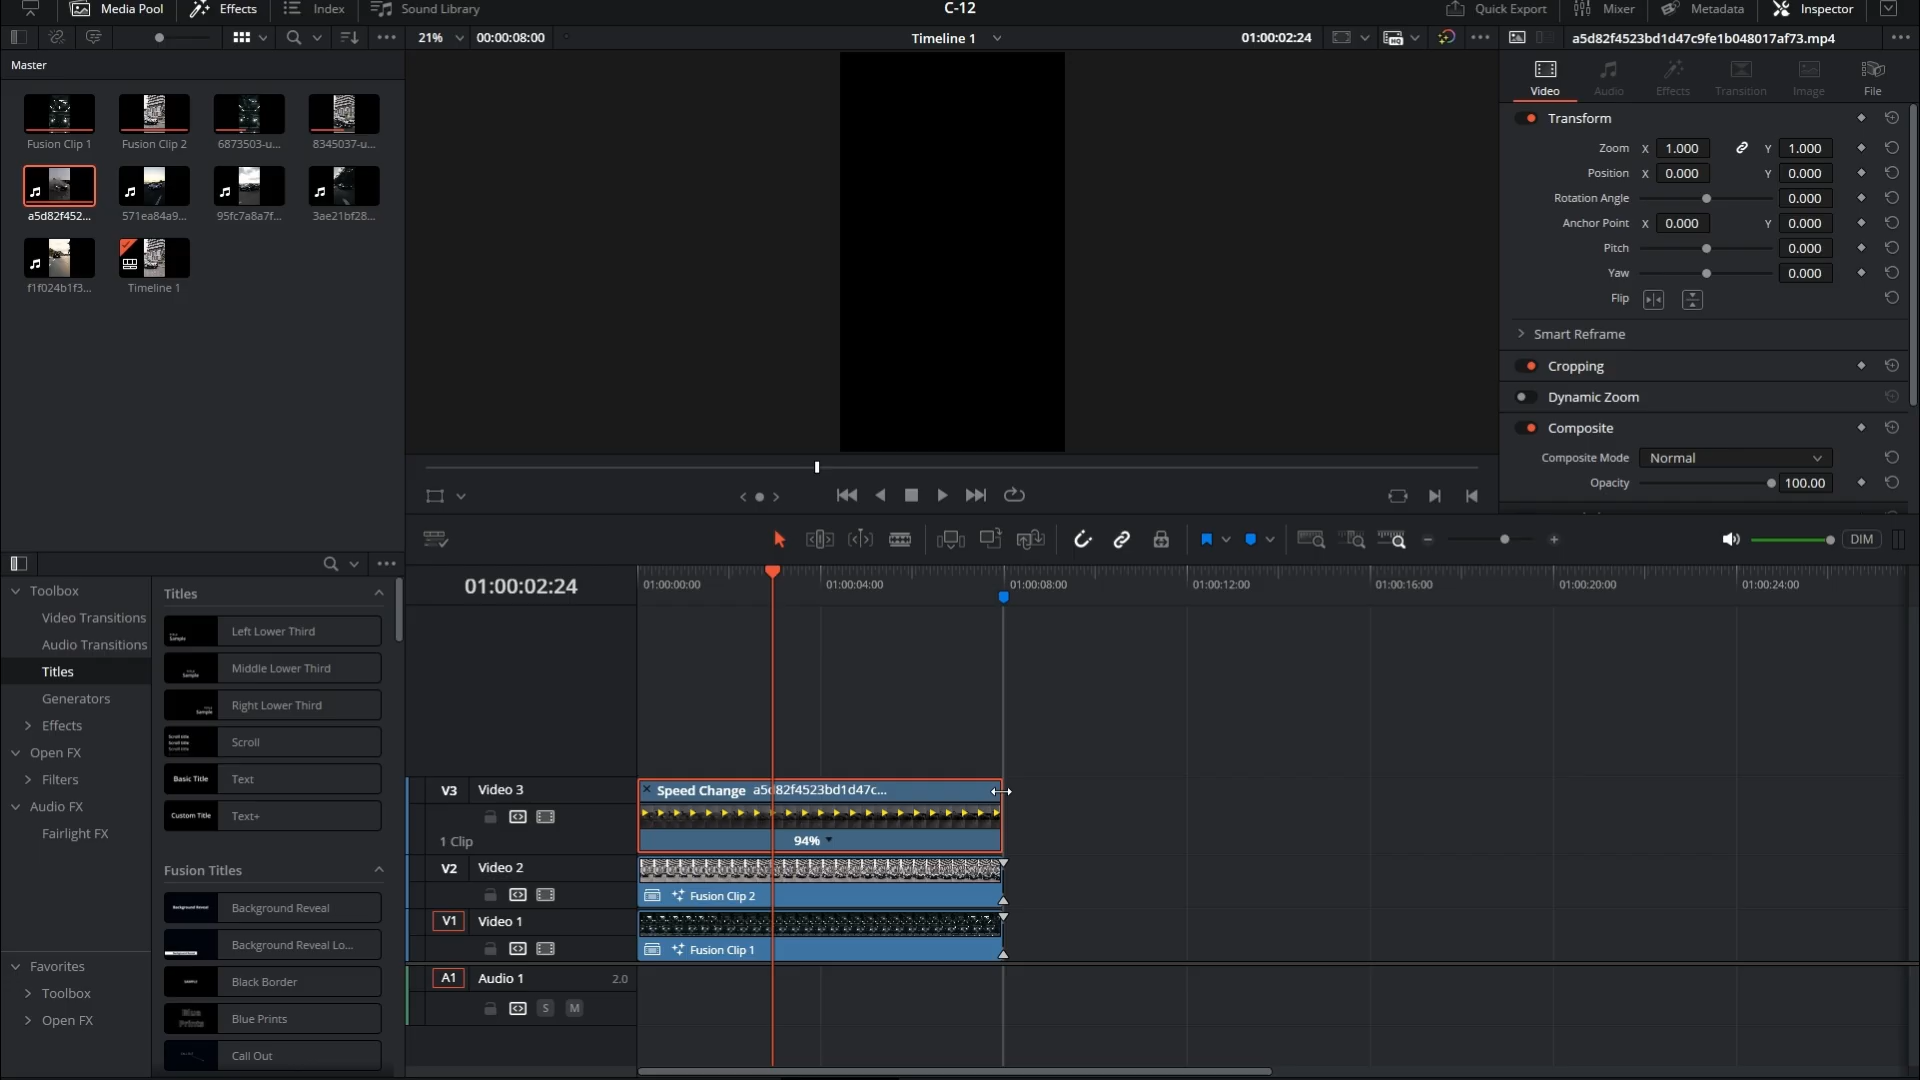 Media Pool
Effects
Index
Sound Library
C-12
Quick Export
Mixer
Metadata
Inspector
21%
00:00:08:00
Timeline 1
01:00:02:24
a5d82f4523bd1d47c9fe1b048017af73.mp4
Master
Fusion Clip 1
Fusion Clip 2
6873503-u...
8345037-u...
a5d82f452...
571ea84a9...
95fc7a8a7f...
3ae21bf28...
f1f024b1f3...
Timeline 1
Video
Audio
Effects
Transition
Image
File
Transform
Zoom X 1.000 Y 1.000
Position X 0.000 Y 0.000
Rotation Angle 0.000
Anchor Point X 0.000 Y 0.000
Pitch 0.000
Yaw 0.000
Flip
Smart Reframe
Cropping
Dynamic Zoom
Composite
Composite Mode Normal
Opacity 100.00
DIM
Toolbox
Video Transitions
Audio Transitions
Titles
Generators
Effects
Open FX
Filters
Audio FX
Fairlight FX
Favorites
Toolbox
Open FX
Titles
Left Lower Third
Middle Lower Third
Right Lower Third
Scroll
Basic Title
Text
Custom Title
Text+
Fusion Titles
Background Reveal
Background Reveal Lo...
Black Border
Blue Prints
Blue Prints
Call Out
01:00:02:24
01:00:00:00
01:00:04:00
01:00:08:00
01:00:12:00
01:00:16:00
01:00:20:00
01:00:24:00
V3 Video 3
1 Clip
Speed Change a5d82f4523bd1d47c...
94%
V2 Video 2
Fusion Clip 2
V1 Video 1
Fusion Clip 1
A1 Audio 1 2.0
S M